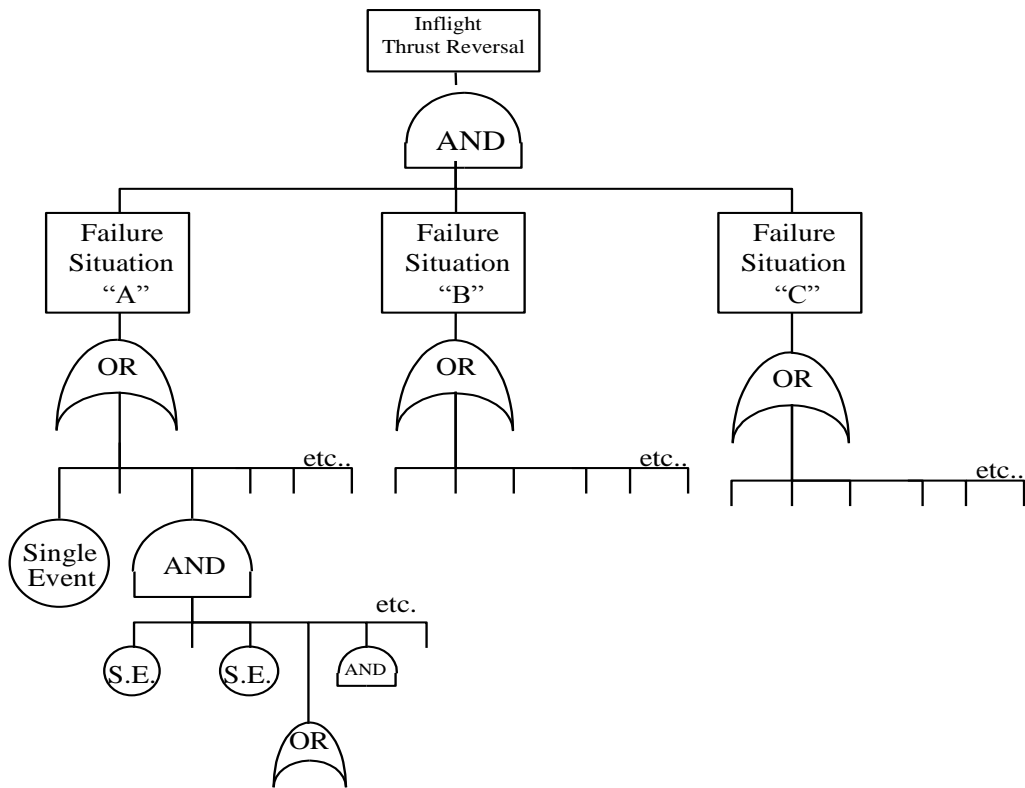 Inflight
Thrust Reversal
AND
Failure
Situation
“A”
Failure
Situation
“B”
Failure
Situation
“C”
OR
OR
OR
etc..
etc..
etc..
Single
Event
AND
etc.
S.E.
S.E.
AND
OR